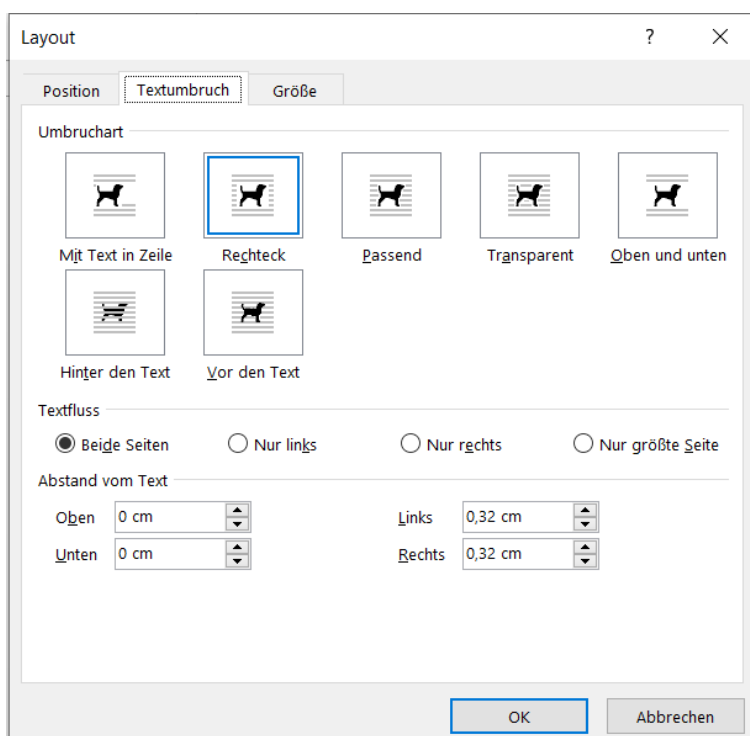 Layout ?
Position Textumbruch Größe
Umbruchart
Mit Text in Zeile Rechteck Passend Transparent Oben und unten
Hinter den Text Vor den Text
Textfluss
Beide Seiten Nur links Nur rechts Nur größte Seite
Abstand vom Text
Oben 0 cm Links 0,32 cm
Unten 0 cm Rechts 0,32 cm
OK Abbrechen